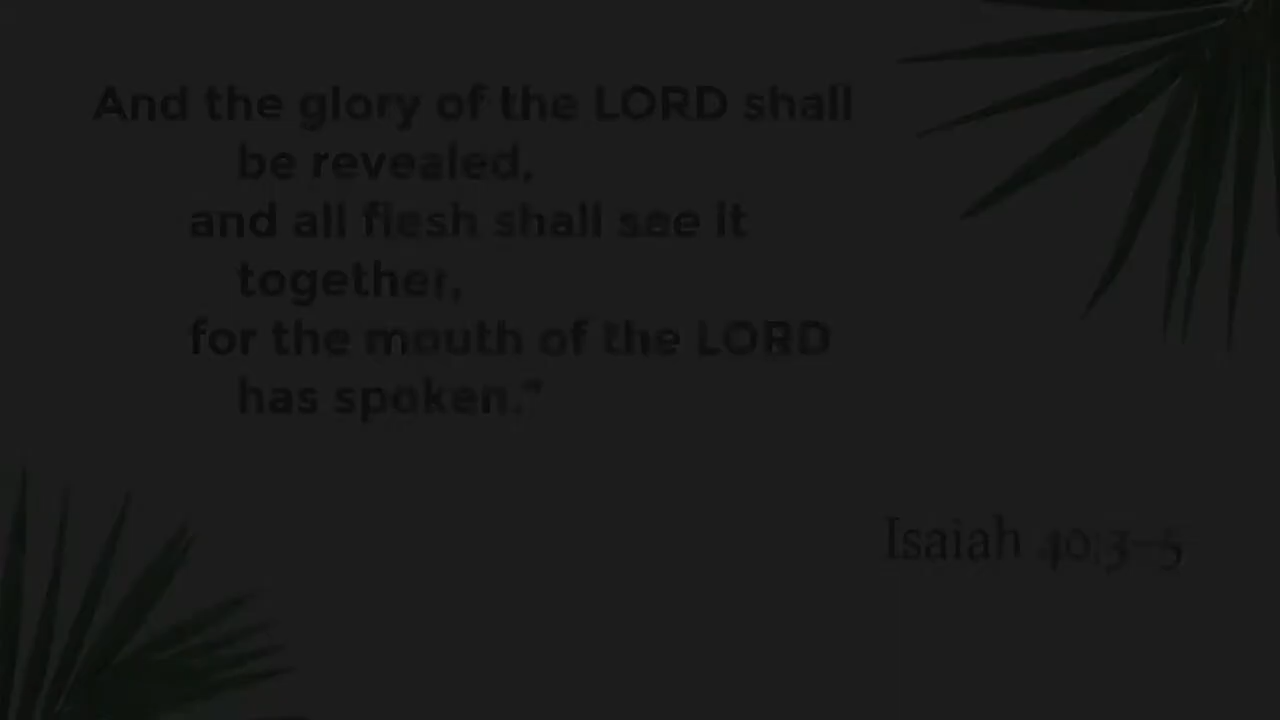 And the glory of the LORD shall
be revealed,
and all flesh shall see it
together,
for the mouth of the LORD
has spoken.”
Isaiah 40:3–5